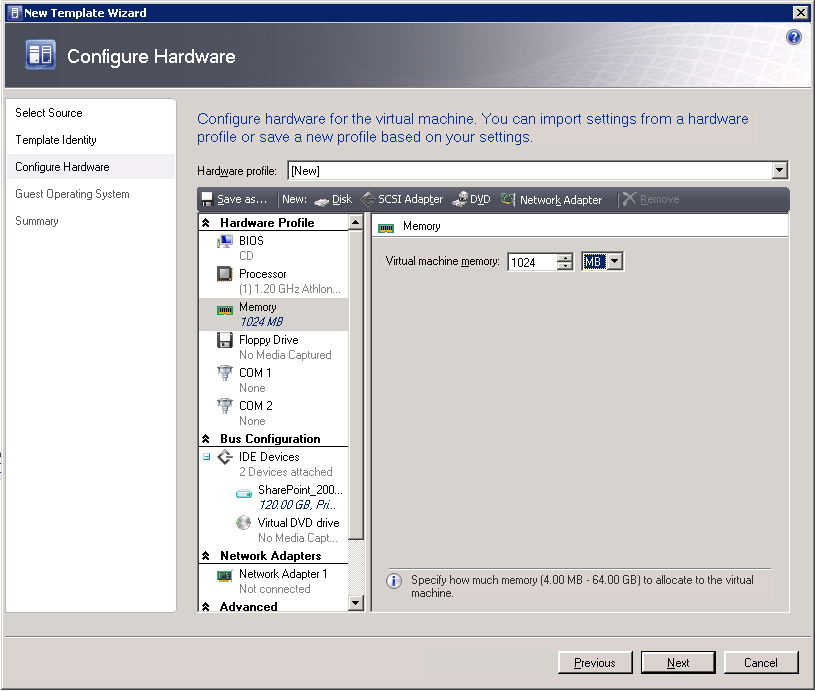 New Template Wizard
Configure Hardware
Select Source
Template Identity
Configure Hardware
Guest Operating System
Summary
Configure hardware for the virtual machine. You can import settings from a hardware
profile or save a new profile based on your settings.
Hardware profile:
[New]
Save as...
New:
Disk
SCSI Adapter
DVD
Network Adapter
Remove
Hardware Profile
BIOS
CD
Processor
(1) 1.20 GHz Athlon...
Memory
1024 MB
Floppy Drive
No Media Captured
COM 1
None
COM 2
None
Bus Configuration
IDE Devices
2 Devices attached
SharePoint_200...
120.00 GB, Pri...
Virtual DVD drive
No Media Capt...
Network Adapters
Network Adapter 1
Not connected
Advanced
Memory
Virtual machine memory:
1024
MB
Specify how much memory (4.00 MB - 64.00 GB) to allocate to the virtual
machine.
Previous
Next
Cancel